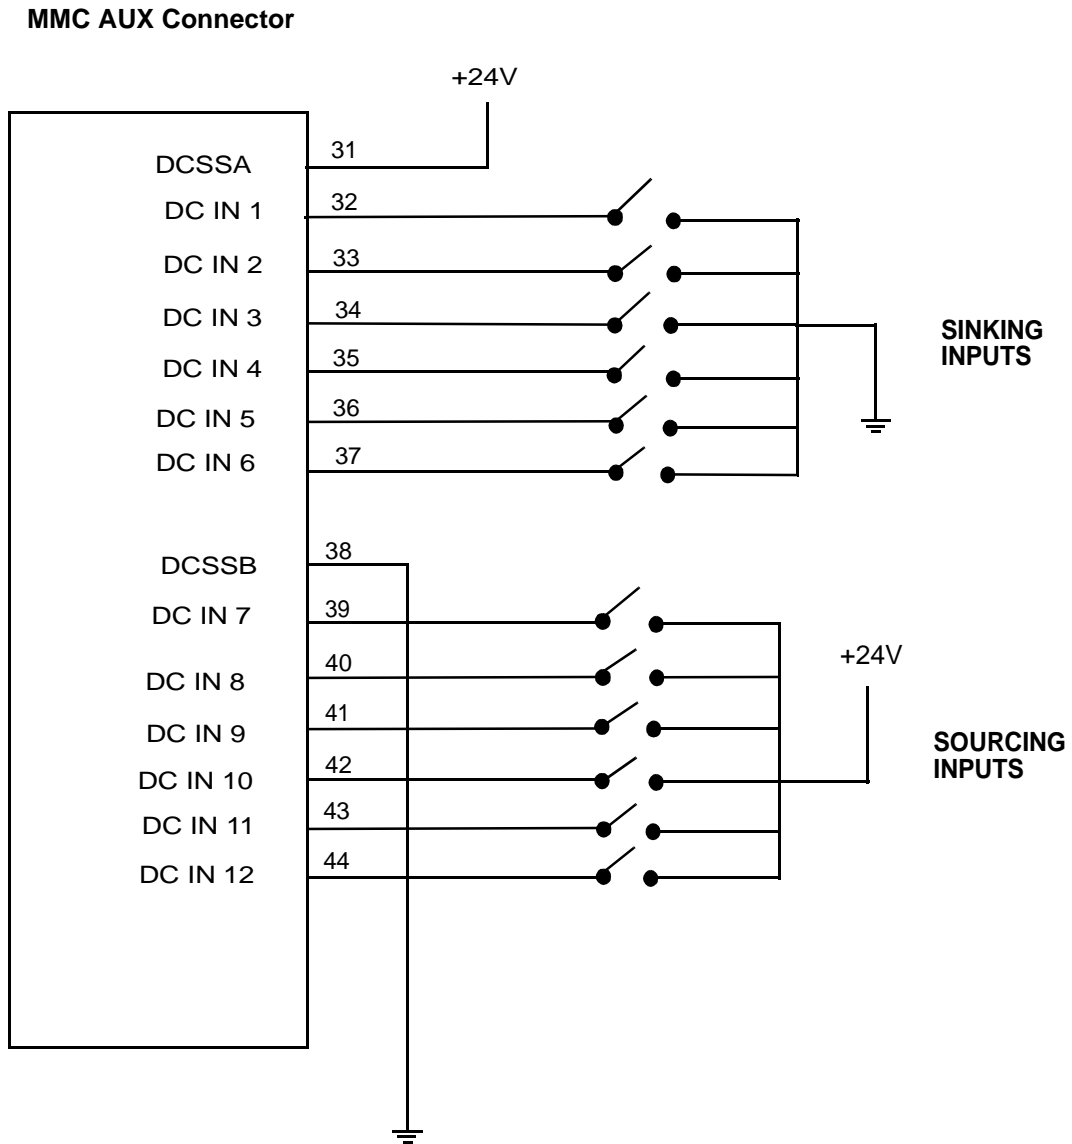 MMC AUX Connector
+24V
DCSSA 31
DC IN 1 32
DC IN 2 33
DC IN 3 34
DC IN 4 35
DC IN 5 36
DC IN 6 37
SINKING
INPUTS
DCSSB 38
DC IN 7 39
DC IN 8 40
DC IN 9 41
DC IN 10 42
DC IN 11 43
DC IN 12 44
+24V
SOURCING
INPUTS